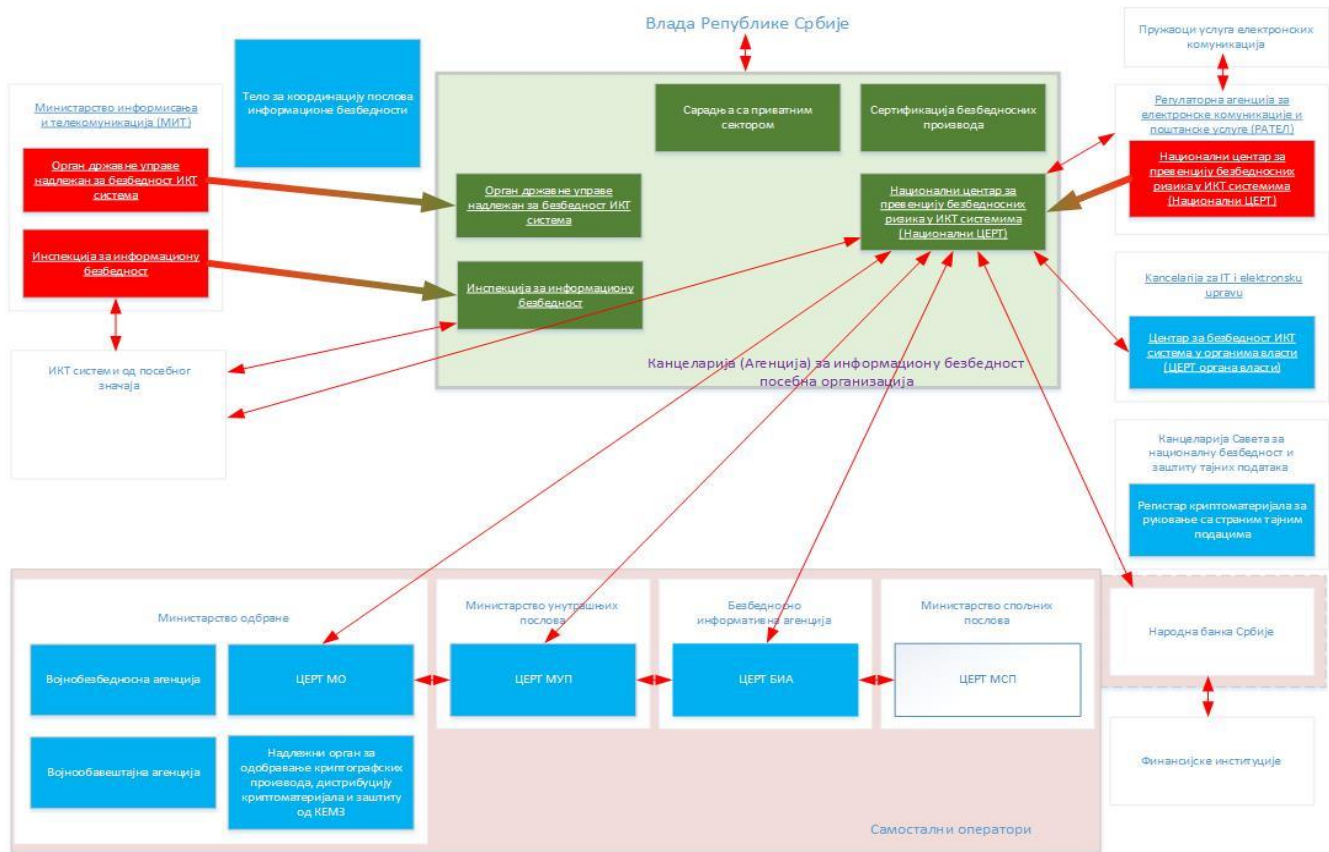 Влада Републике Србије
Пружаоци услуга електронских
комуникација
Тело за координацију послова
информационе безбедности
Министарство информисања
и телекомуникација (МИТ)
Орган државне управе
надлежан за безбедност ИКТ
система
Инспекција за информациону
безбедност
ИКТ системи од посебног
значаја
Сарадња са приватним
сектором
Сертификација безбедносних
производа
Орган државне управе
надлежан за безбедност ИКТ
система
Национални центар за
превенцију безбедносних
ризика у ИКТ системима
(Национални ЦЕРТ)
Инспекција за информациону
безбедност
Канцеларија (Агенција) за информациону безбедност
посебна организација
Регулаторна агенција за
електронске комуникације и
поштанске услуге (РАТЕЛ)
Национални центар за
превенцију безбедносних
ризика у ИКТ системима
(Национални ЦЕРТ)
Kancelarija za IT i elektronsku
upravu
Центар за безбедност ИКТ
система у органима власти
(ЦЕРТ органа власти)
Канцеларија Савета за
националну безбедност и
заштиту тајних података
Регистар криптоматеријала за
руковање са страним тајним
подацима
Министарство одбране
Војнобезбедносна агенција
ЦЕРТ МО
Војнообавештајна агенција
Надлежни орган за
одобравање криптографских
производа, дистрибуцију
криптоматеријала и заштиту
од КЕМЗ
Министарство унутрашњих
послова
ЦЕРТ МУП
Безбедносно
информативна агенција
ЦЕРТ БИА
Министарство спољних
послова
ЦЕРТ МСП
Самостални оператори
Народна банка Србије
Финансијске институције